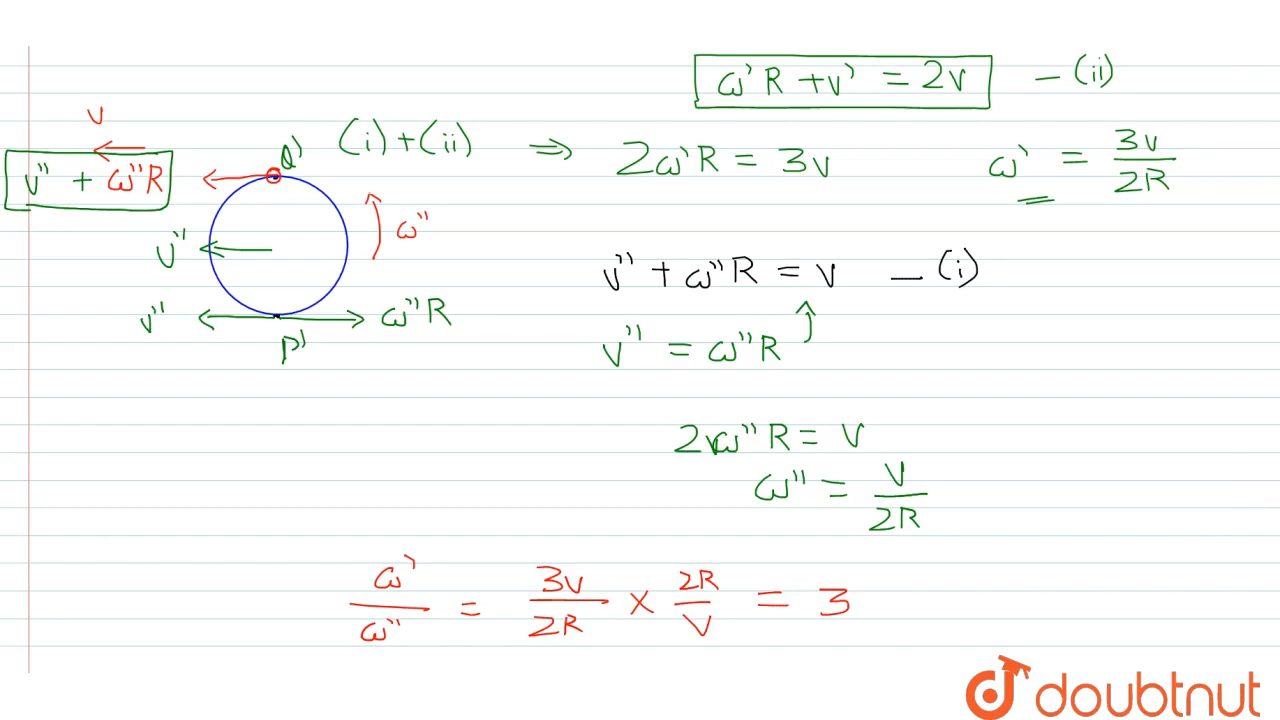 ω'R + v' = 2v — (ii)
v
Q'
(i) + (ii) ⇒ 2ω'R = 3v
ω' = 3v/2R
v" + ω"R
ω"
v"
v" + ω"R = v — (i)
v"
ω"R
P'
v" = ω"R
2ω"R = v
ω" = v/2R
ω'/ω" = 3v/2R × 2R/v = 3
doubtnut